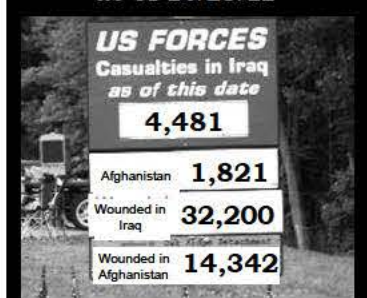 US FORCES
Casualties in Iraq
as of this date
4,481
Afghanistan 1,821
Wounded in
Iraq
32,200
Wounded in
Afghanistan
14,342